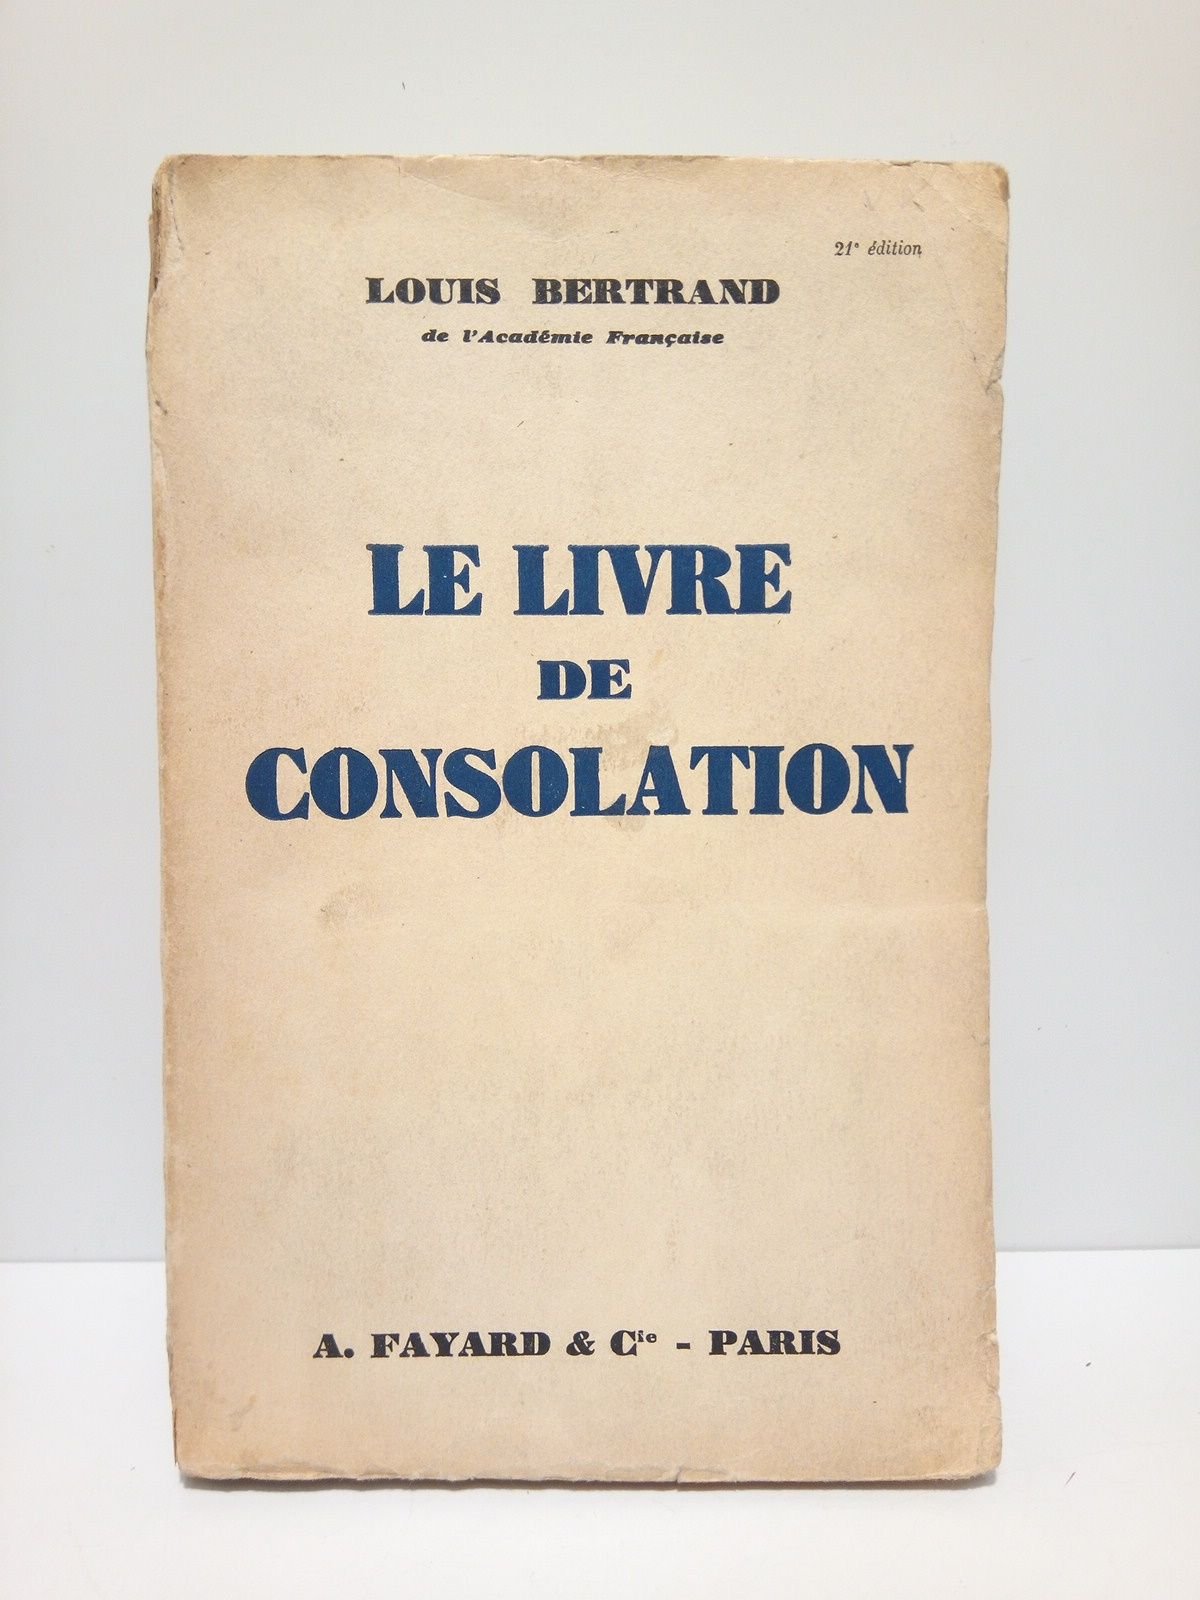 21e édition
LOUIS BERTRAND
de l'Académie Française
LE LIVRE
DE
CONSOLATION
A. FAYARD & Cie - PARIS